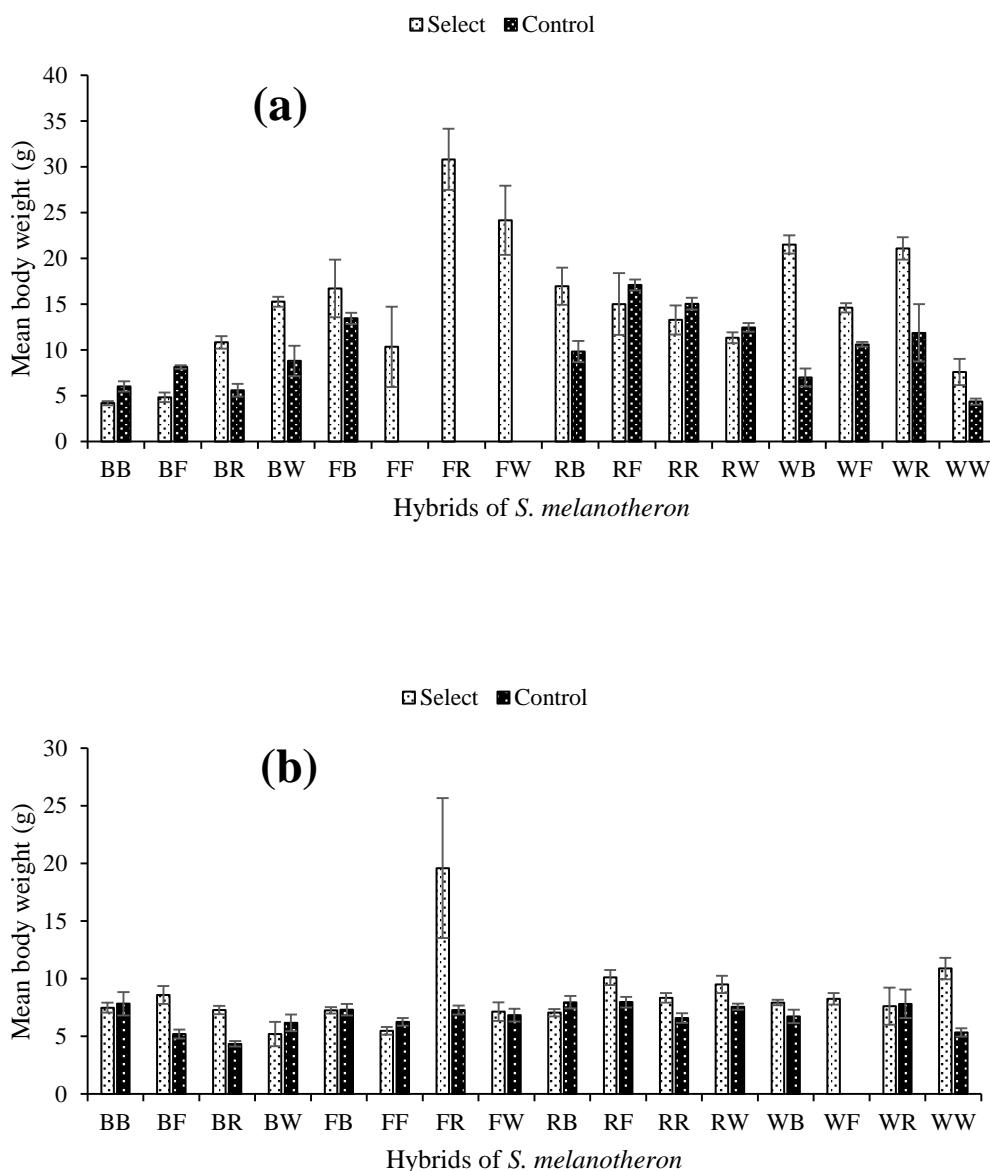 Select Control
(a)
Mean body weight (g)
40
35
30
25
20
15
10
5
0
BB BF BR BW FB FF FR FW RB RF RR RW WB WF WR WW
Hybrids of S. melanotheron
Select Control
(b)
Mean body weight (g)
30
25
20
15
10
5
0
BB BF BR BW FB FF FR FW RB RF RR RW WB WF WR WW
Hybrids of S. melanotheron